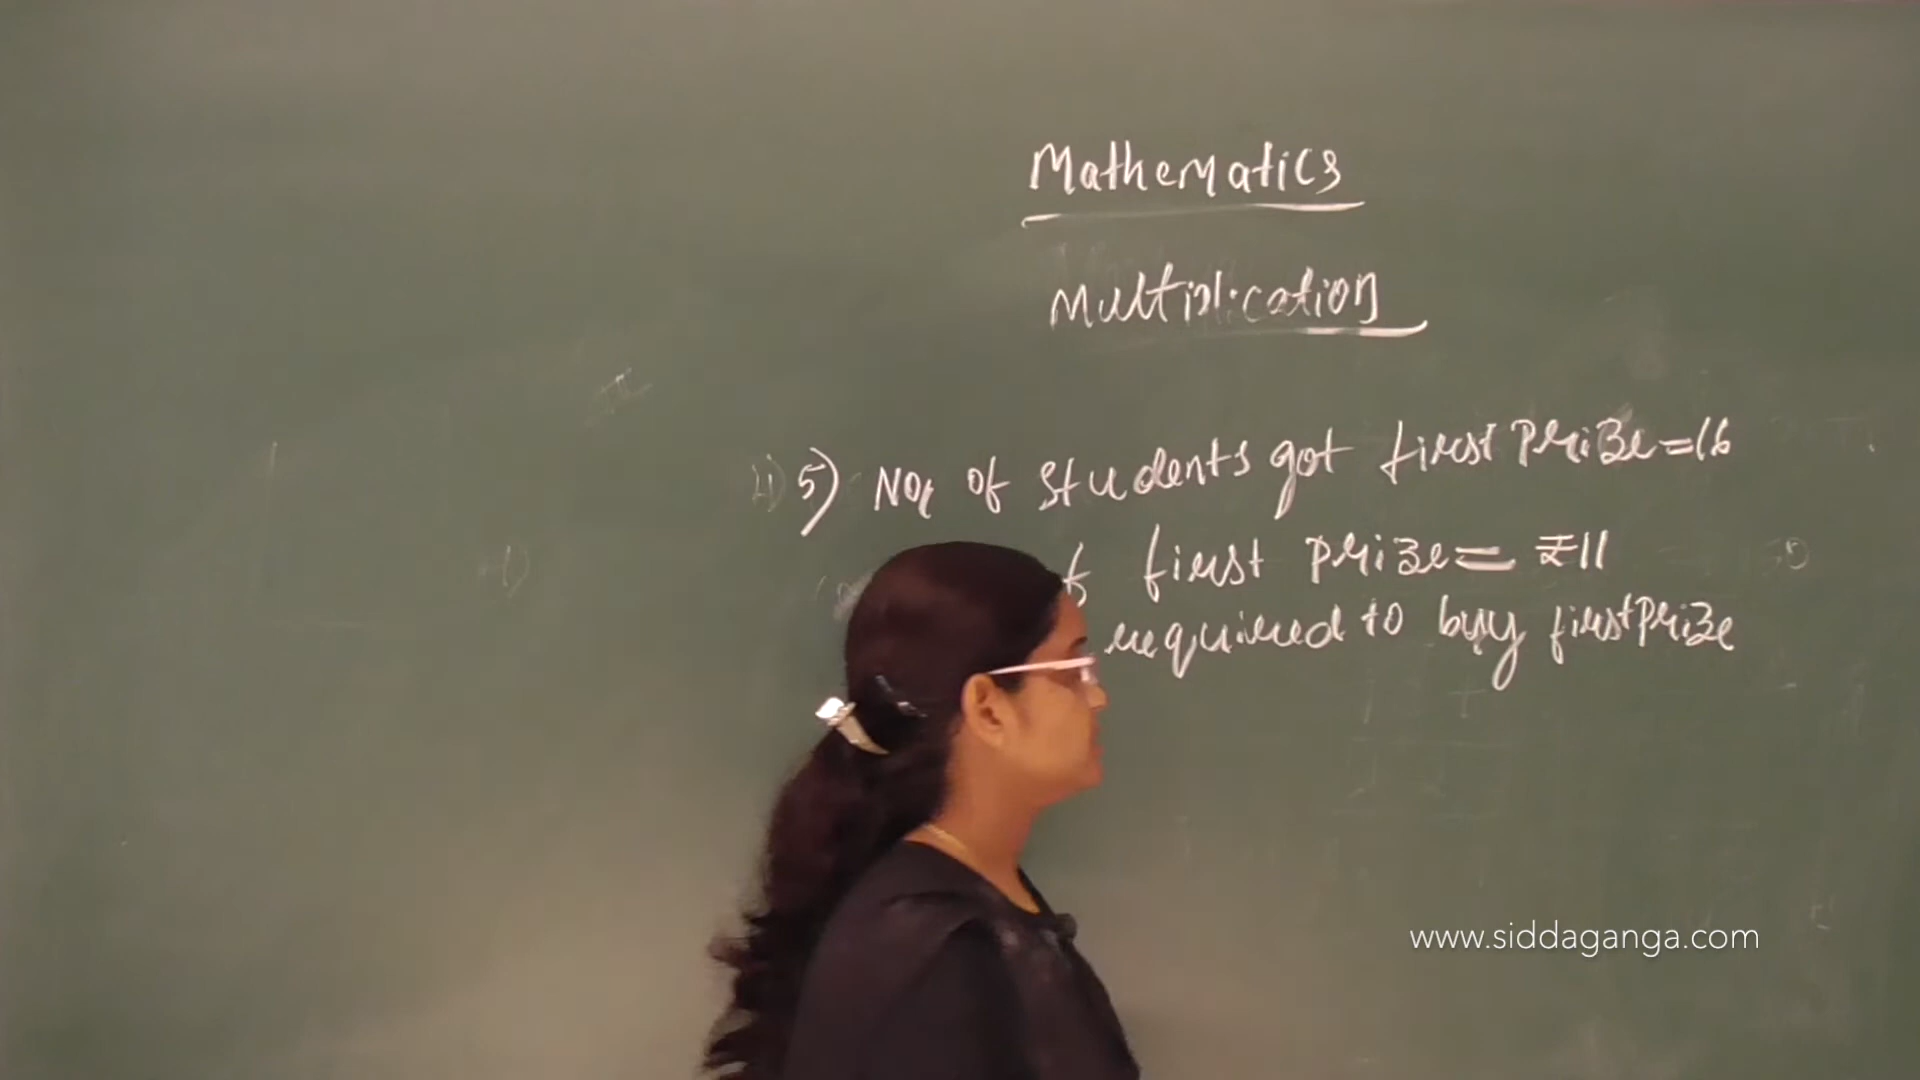 Mathematics
Multiplication
5) No, of students got first prize=16
first prize= ₹11
required to buy first prize
www.siddaganga.com